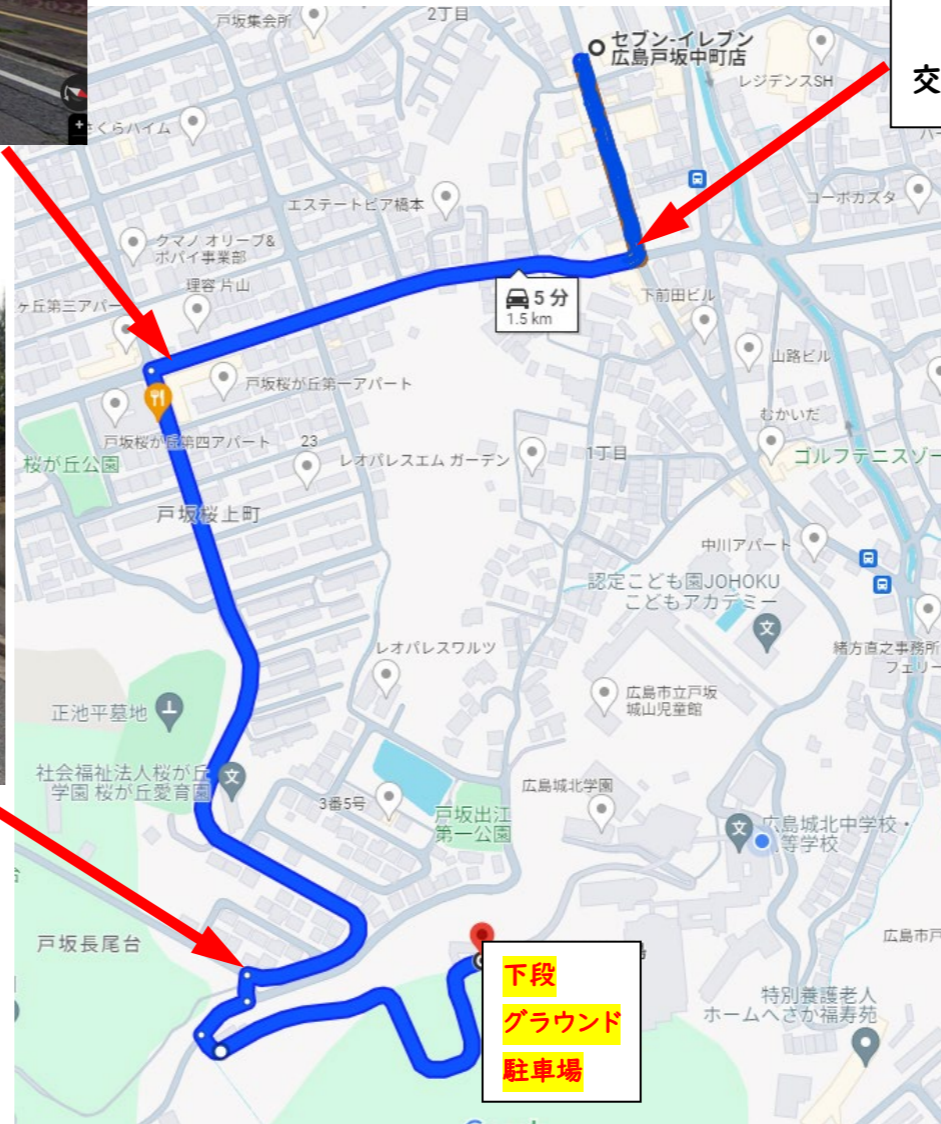 戸坂集会所
2丁目
セブン-イレブン
広島戸坂中町店
レジデンスSH
交
さくらハイム
エステートピア橋本
コーポカズタ
クマノ オリーブ&
ポパイ事業部
理容 片山
5 分
1.5 km
下前田ビル
ヶ丘第三アパー
山路ビル
戸坂桜が丘第一アパート
むかいだ
戸坂桜が丘第四アパート
23
桜が丘公園
レオパレスエム ガーデン
1丁目
ゴルフテニスゾー
戸坂桜上町
中川アパート
認定こども園JOHOKU
こどもアカデミー
レオパレスワルツ
緒方直之事務所
フェリー
正池平墓地
広島市立戸坂
城山児童館
社会福祉法人桜が丘
学園 桜が丘愛育園
3番5号
広島城北学園
戸坂出江
第一公園
広島城北中学校・
等学校
戸坂長尾台
広島市戸
下段
グラウンド
駐車場
特別養護老人
ホームへさか福寿苑